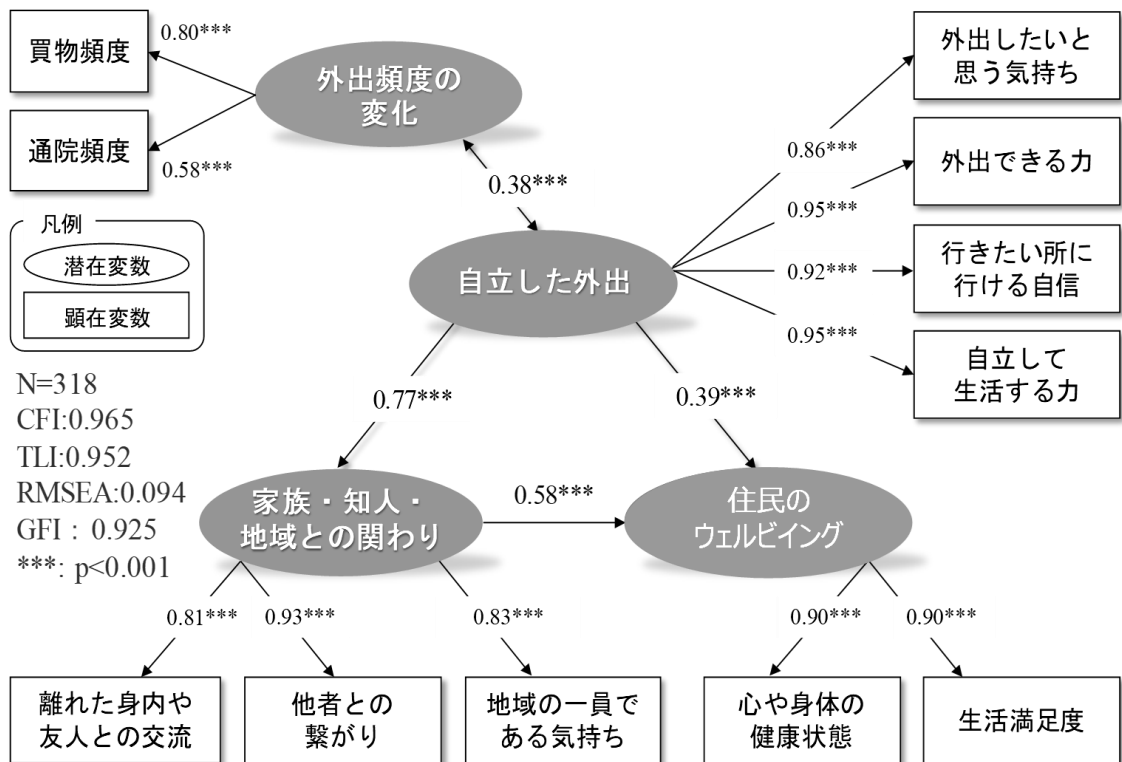 買物頻度
0.80***
通院頻度
0.58***
外出頻度の
変化
0.38***
凡例
潜在変数
顕在変数
自立した外出
外出したいと
思う気持ち
0.86***
外出できる力
0.95***
行きたい所に
行ける自信
0.92***
自立して
生活する力
0.95***
N=318
CFI:0.965
TLI:0.952
RMSEA:0.094
GFI：0.925
***: p<0.001
0.77***
0.39***
家族・知人・
地域との関わり
0.58***
住民の
ウェルビイング
0.81***
0.93***
0.83***
0.90***
0.90***
離れた身内や
友人との交流
他者との
繋がり
地域の一員で
ある気持ち
心や身体の
健康状態
生活満足度